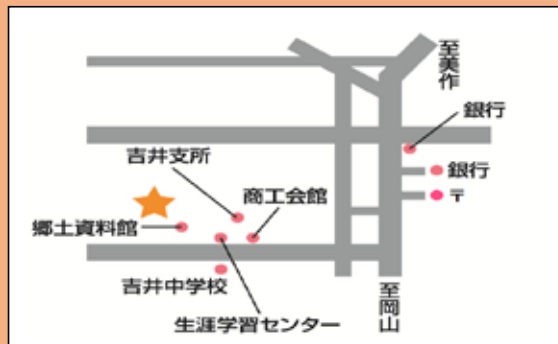 至美作
銀行
吉井支所
銀行
商工会館
〒
郷土資料館
吉井中学校
至岡山
生涯学習センター